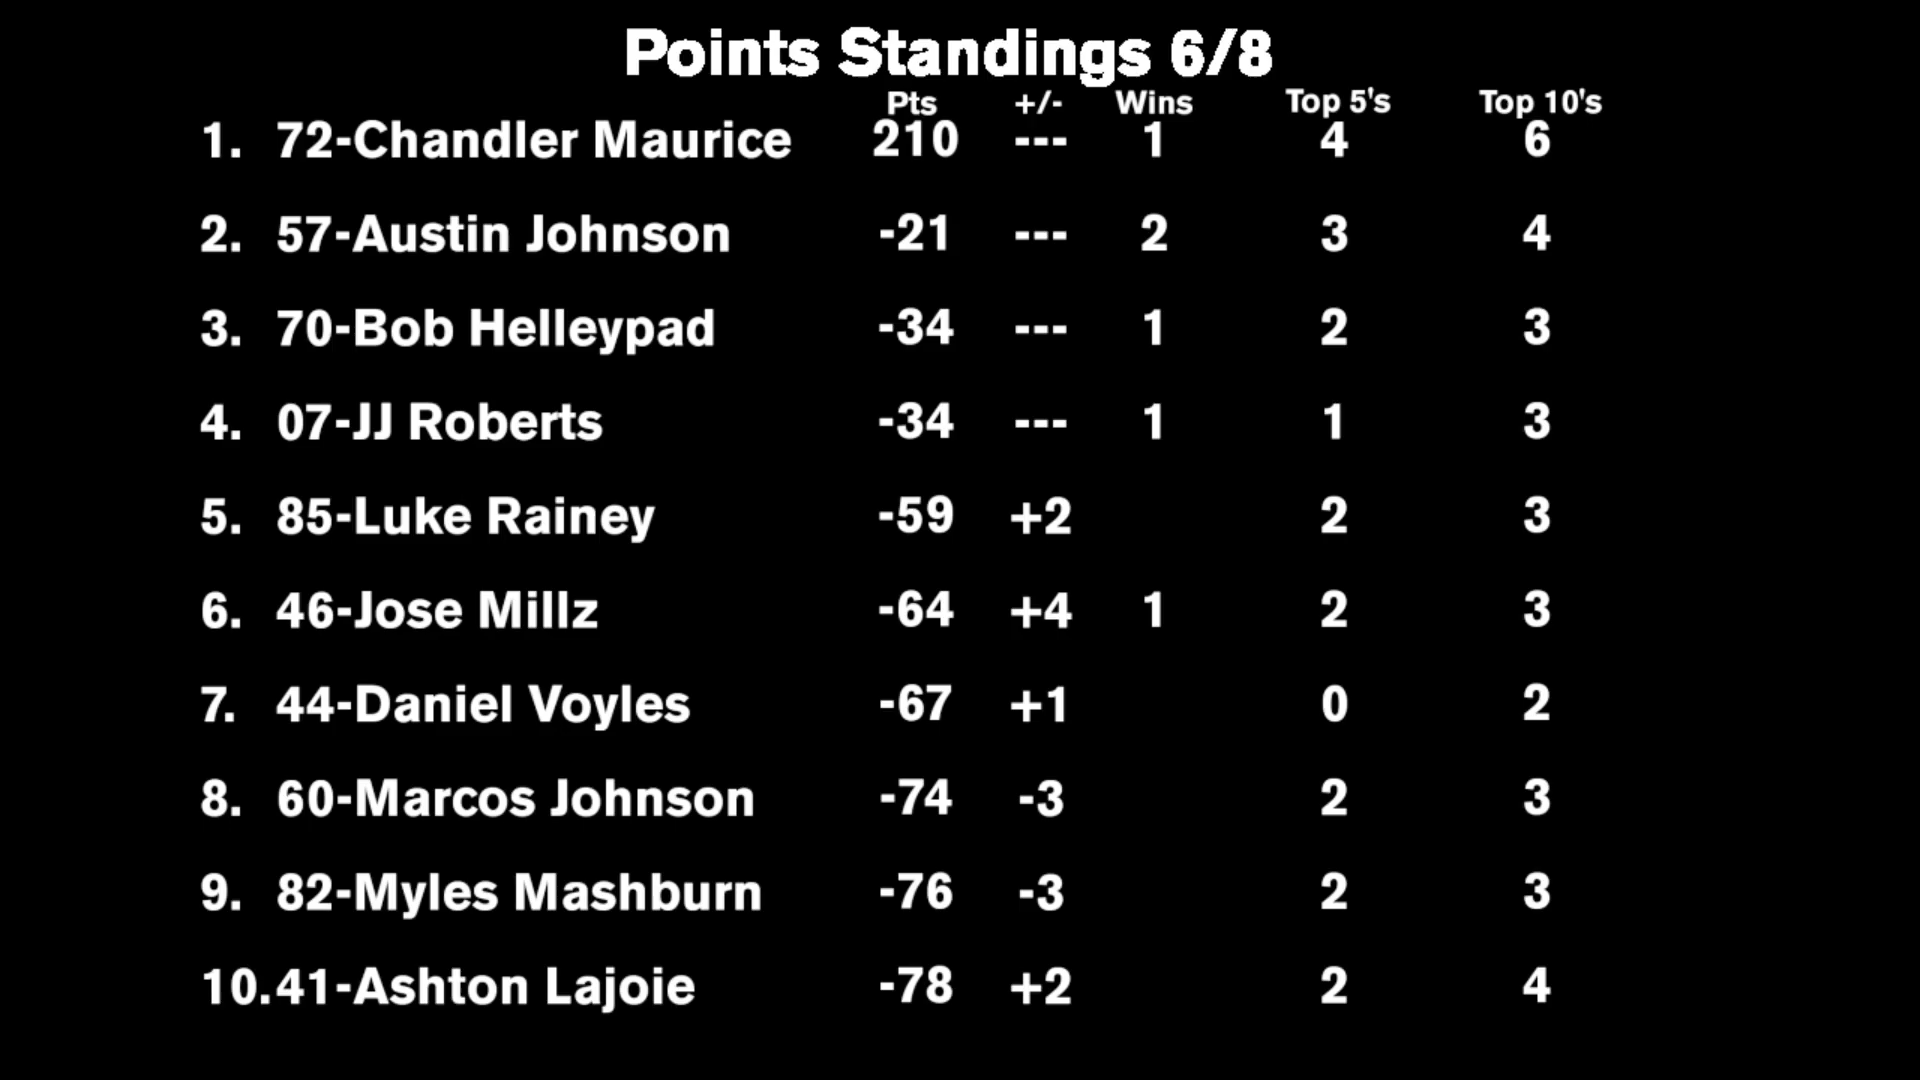 Points Standings 6/8
Pts +/- Wins Top 5's Top 10's
1. 72-Chandler Maurice 210 --- 1 4 6
2. 57-Austin Johnson -21 --- 2 3 4
3. 70-Bob Helleypad -34 --- 1 2 3
4. 07-JJ Roberts -34 --- 1 1 3
5. 85-Luke Rainey -59 +2 2 3
6. 46-Jose Millz -64 +4 1 2 3
7. 44-Daniel Voyles -67 +1 0 2
8. 60-Marcos Johnson -74 -3 2 3
9. 82-Myles Mashburn -76 -3 2 3
10. 41-Ashton Lajoie -78 +2 2 4